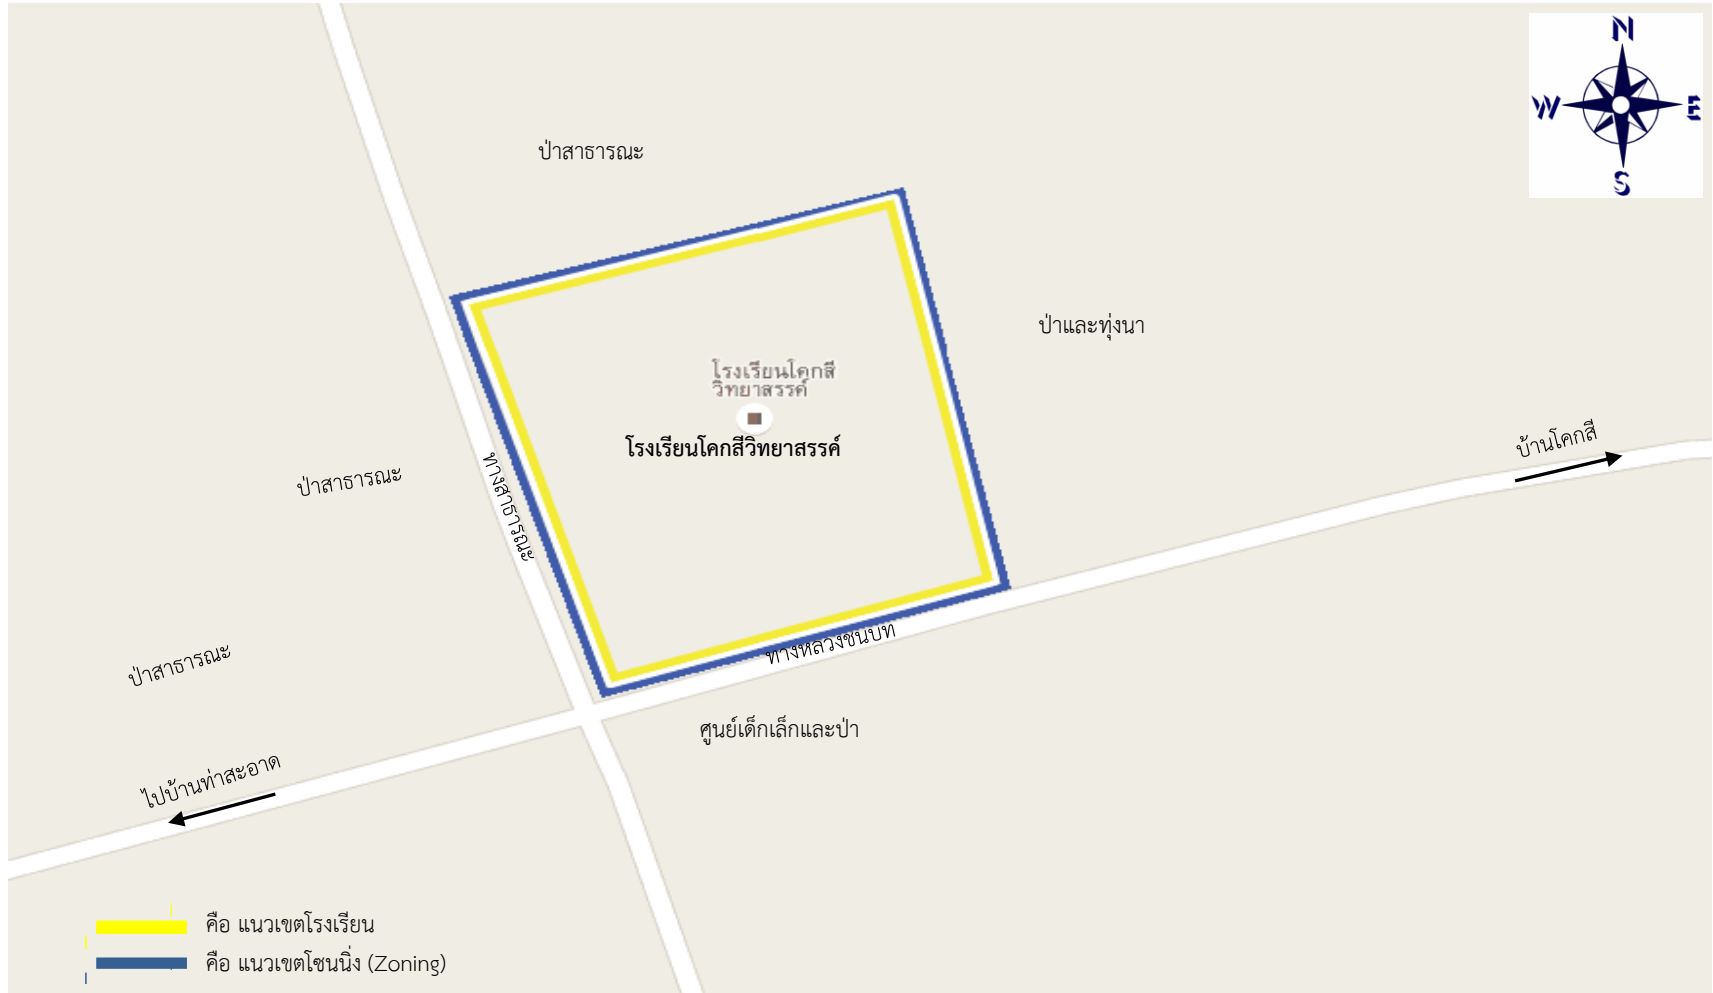 N
ป่าสาธารณะ
W
E
S
ป่าและทุ่งนา
โรงเรียนโคกสี
วิทยาสรรค์
โรงเรียนโคกสีวิทยาสรรค์
บ้านโคกสี
ป่าสาธารณะ
ทางสาธารณะ
ป่าสาธารณะ
ทางหลวงชนบท
ศูนย์เด็กเล็กและป่า
ไปบ้านท่าสะอาด
คือ แนวเขตโรงเรียน
คือ แนวเขตโซนนิ่ง (Zoning)